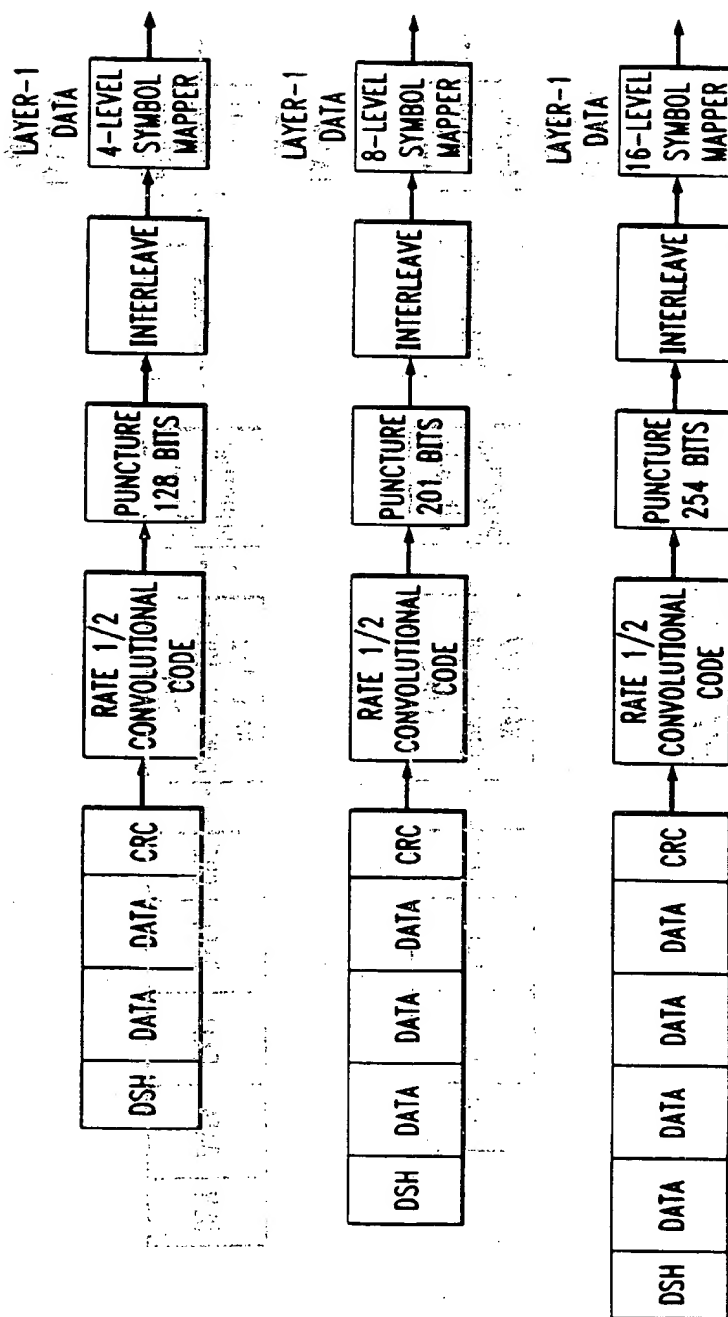 DSH
DATA
DATA
CRC
RATE 1/2
CONVOLUTIONAL
CODE
PUNCTURE
128 BITS
INTERLEAVE
4-LEVEL
SYMBOL
MAPPER
LAYER-1
DATA
DSH
DATA
DATA
DATA
CRC
RATE 1/2
CONVOLUTIONAL
CODE
PUNCTURE
201 BITS
INTERLEAVE
8-LEVEL
SYMBOL
MAPPER
LAYER-1
DATA
DSH
DATA
DATA
DATA
DATA
CRC
RATE 1/2
CONVOLUTIONAL
CODE
PUNCTURE
254 BITS
INTERLEAVE
16-LEVEL
SYMBOL
MAPPER
LAYER-1
DATA